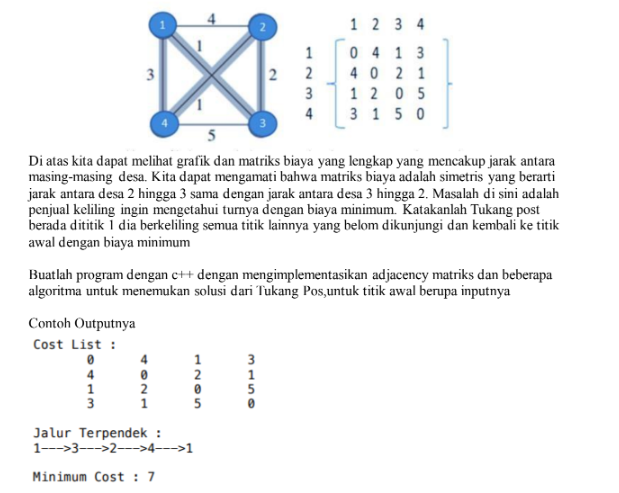 4
1 2 3 4
1 2
1
1 0 4 1 3
3 2
2 4 0 2 1
3 1 2 0 5
1
4 3
4 3 1 5 0
5
Di atas kita dapat melihat grafik dan matriks biaya yang lengkap yang mencakup jarak antara
masing-masing desa. Kita dapat mengamati bahwa matriks biaya adalah simetris yang berarti
jarak antara desa 2 hingga 3 sama dengan jarak antara desa 3 hingga 2. Masalah di sini adalah
penjual keliling ingin mengetahui turnya dengan biaya minimum. Katakanlah Tukang post
berada dititik 1 dia berkeliling semua titik lainnya yang belom dikunjungi dan kembali ke titik
awal dengan biaya minimum
Buatlah program dengan c++ dengan mengimplementasikan adjacency matriks dan beberapa
algoritma untuk menemukan solusi dari Tukang Pos,untuk titik awal berupa inputnya
Contoh Outputnya
Cost List :
0 4 1 3
4 0 2 1
1 2 0 5
3 1 5 0
Jalur Terpendek :
1--->3--->2--->4--->1
Minimum Cost : 7